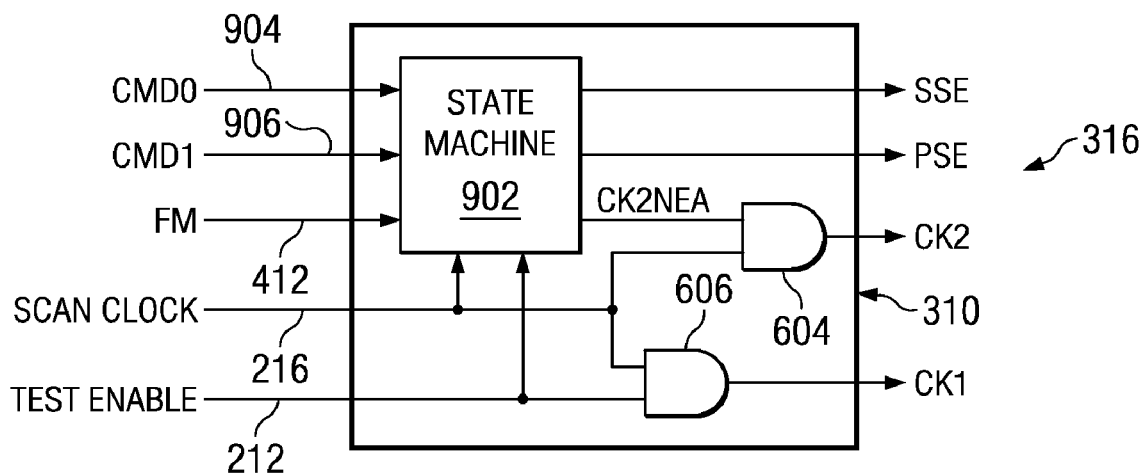 904
CMD0
906
CMD1
FM
412
SCAN CLOCK
216
TEST ENABLE
212
STATE
MACHINE
902
CK2NEA
606
604
SSE
PSE
316
CK2
310
CK1